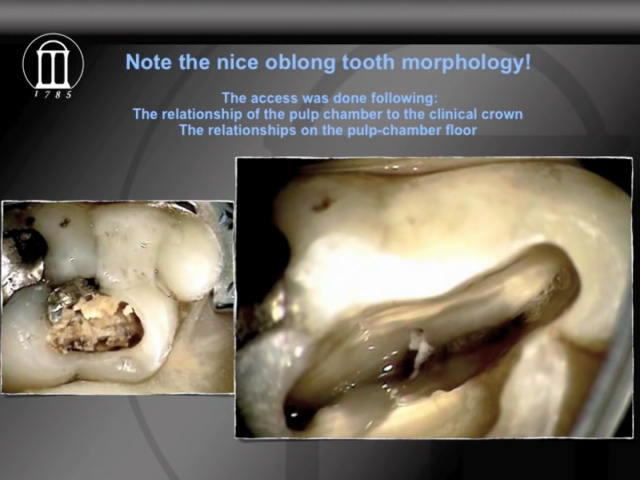 1785
Note the nice oblong tooth morphology!
The access was done following:
The relationship of the pulp chamber to the clinical crown
The relationships on the pulp-chamber floor